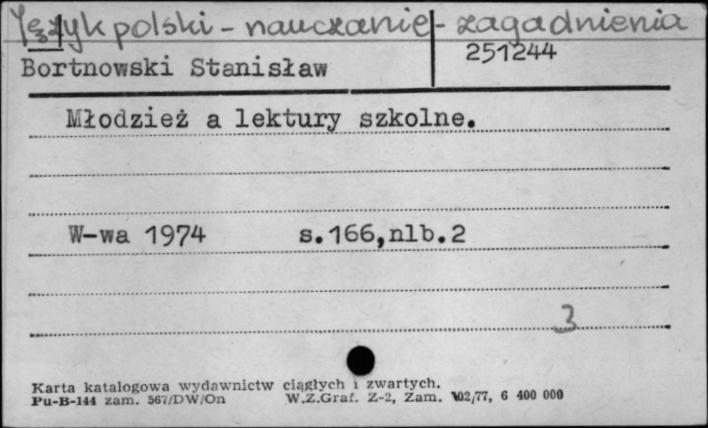 Język polski - nauczanie - zagadnienia
251244
Bortnowski Stanisław
Młodzież a lektury szkolne.
W-wa 1974 s.166,nlb.2
3
Karta katalogowa wydawnictw ciągłych i zwartych.
Pu-B-144 zam. 567/DW/On W.Z.Graf. Z-2, Zam. 102/77, 6 400 000